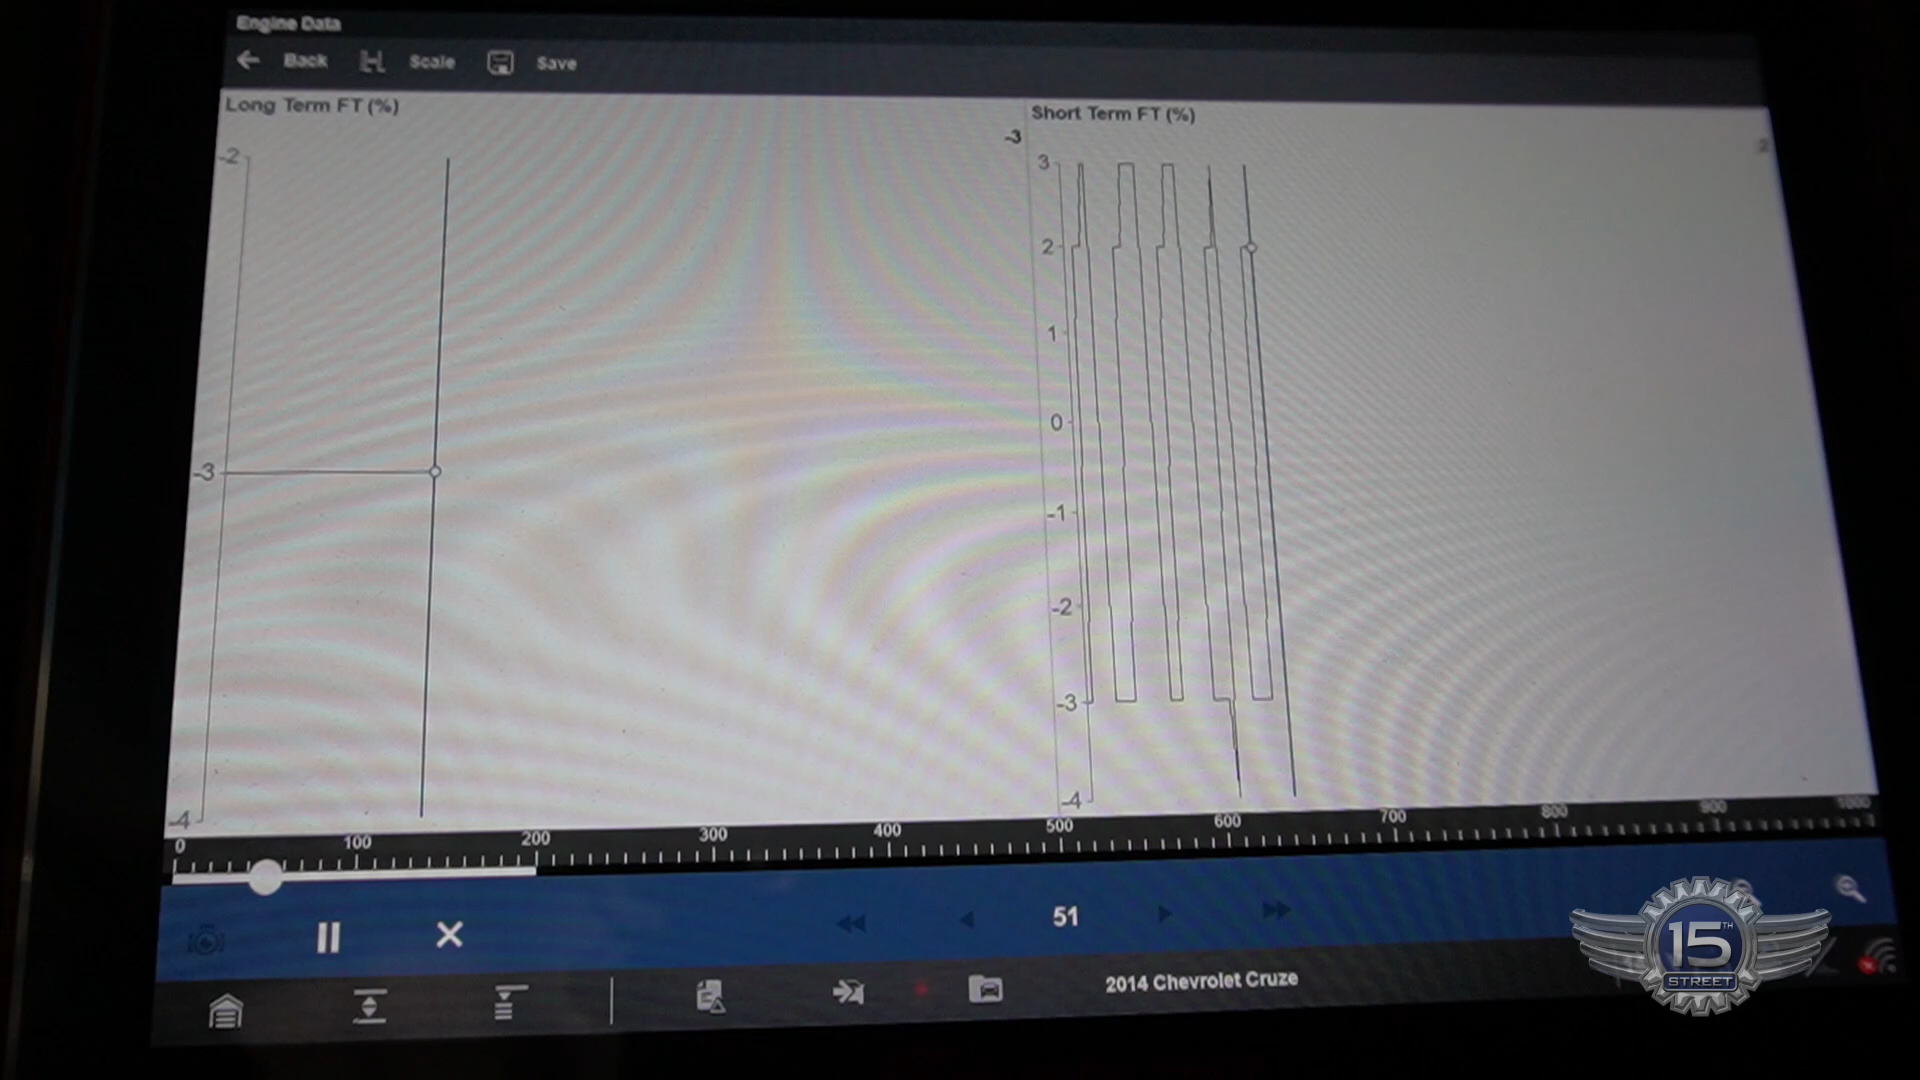 Engine Data
Back Scale Save
Long Term FT (%)
-3
-2
-3
-4
Short Term FT (%)
2
3
2
1
0
-1
-2
-3
-4
0 100 200 300 400 500 600 700 800 900 1000
51
2014 Chevrolet Cruze
15TH
STREET